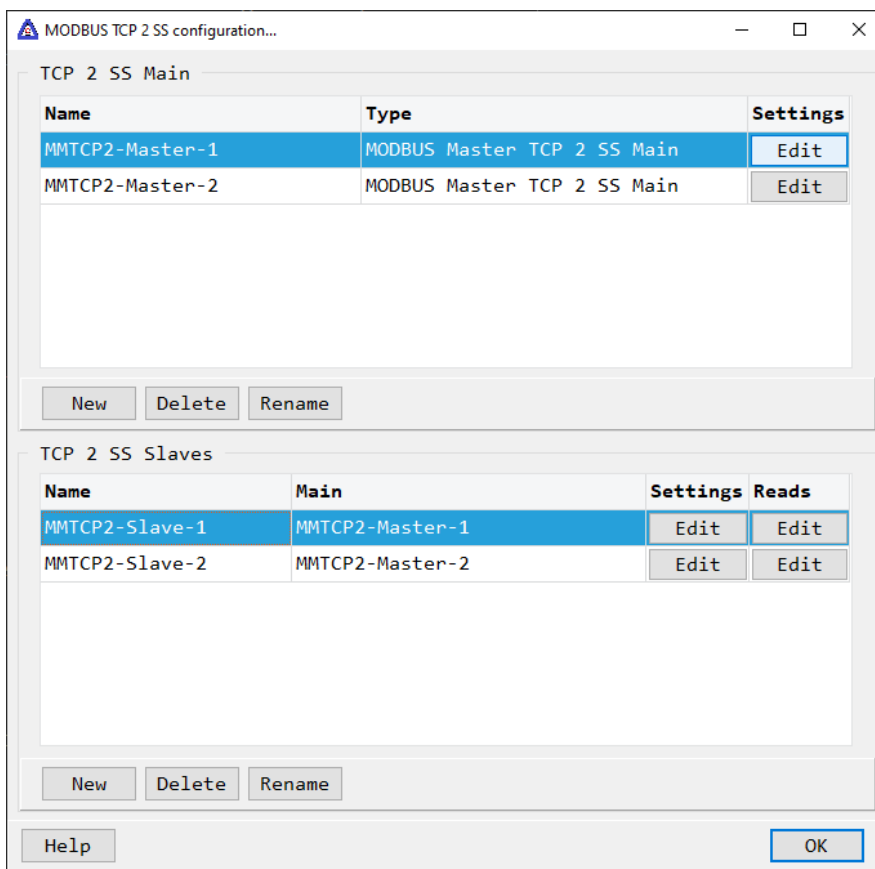 MODBUS TCP 2 SS configuration...
TCP 2 SS Main
Name Type Settings
MMTCP2-Master-1 MODBUS Master TCP 2 SS Main Edit
MMTCP2-Master-2 MODBUS Master TCP 2 SS Main Edit
New Delete Rename
TCP 2 SS Slaves
Name Main Settings Reads
MMTCP2-Slave-1 MMTCP2-Master-1 Edit Edit
MMTCP2-Slave-2 MMTCP2-Master-2 Edit Edit
New Delete Rename
Help OK